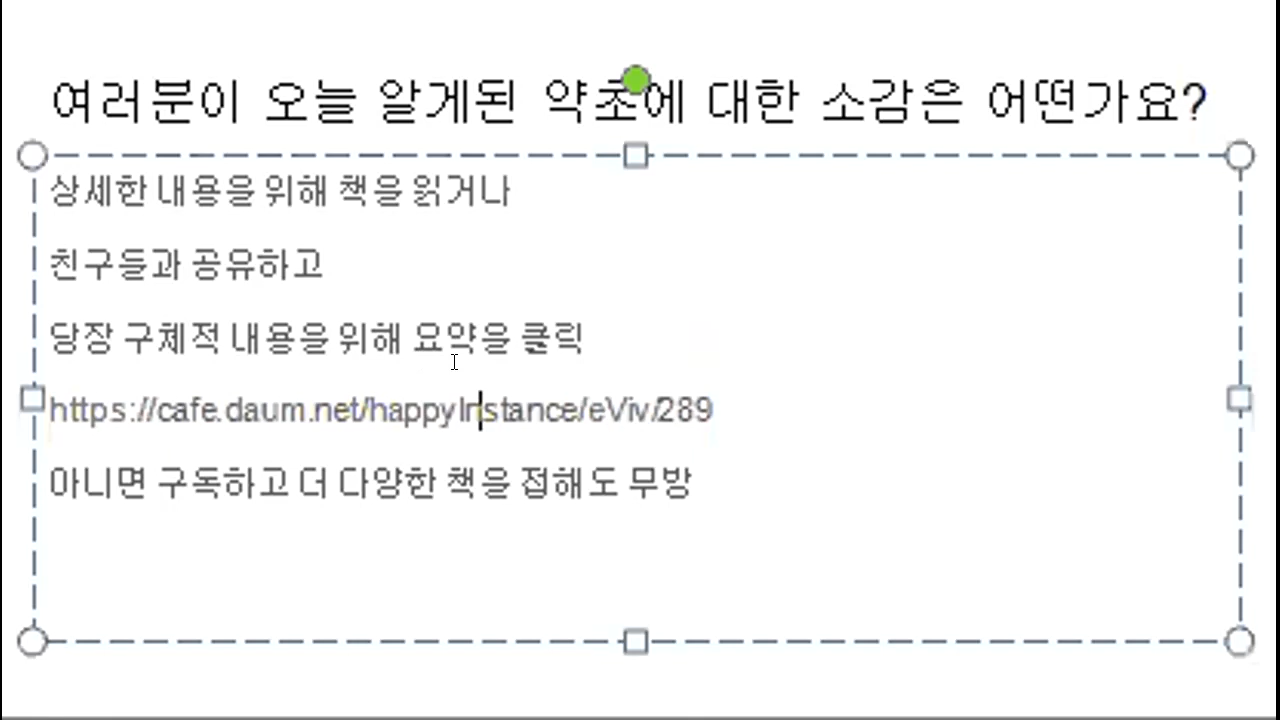 여러분이 오늘 알게된 약초에 대한 소감은 어떤가요?
상세한 내용을 위해 책을 읽거나
친구들과 공유하고
당장 구체적 내용을 위해 요약을 클릭
https://cafe.daum.net/happyInstance/eViv/289
아니면 구독하고 더 다양한 책을 접해도 무방